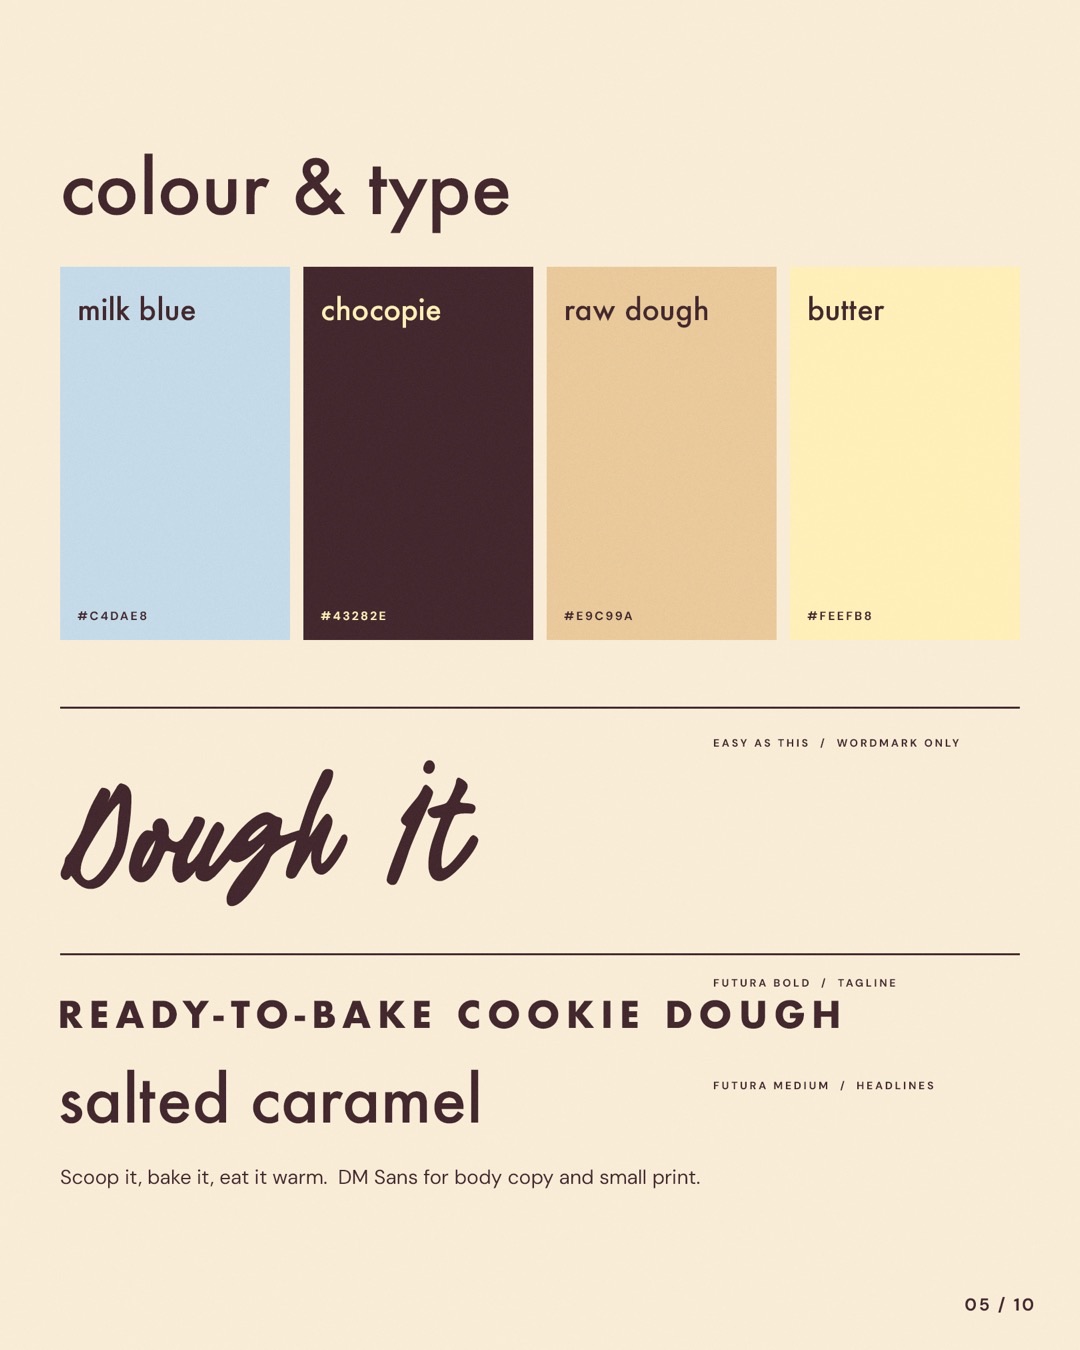 colour & type
milk blue
chocopie
raw dough
butter
#C4DAE8
#43282E
#E9C99A
#FEEFB8
EASY AS THIS / WORDMARK ONLY
Dough it
FUTURA BOLD / TAGLINE
READY-TO-BAKE COOKIE DOUGH
salted caramel
FUTURA MEDIUM / HEADLINES
Scoop it, bake it, eat it warm.  DM Sans for body copy and small print.
05 / 10